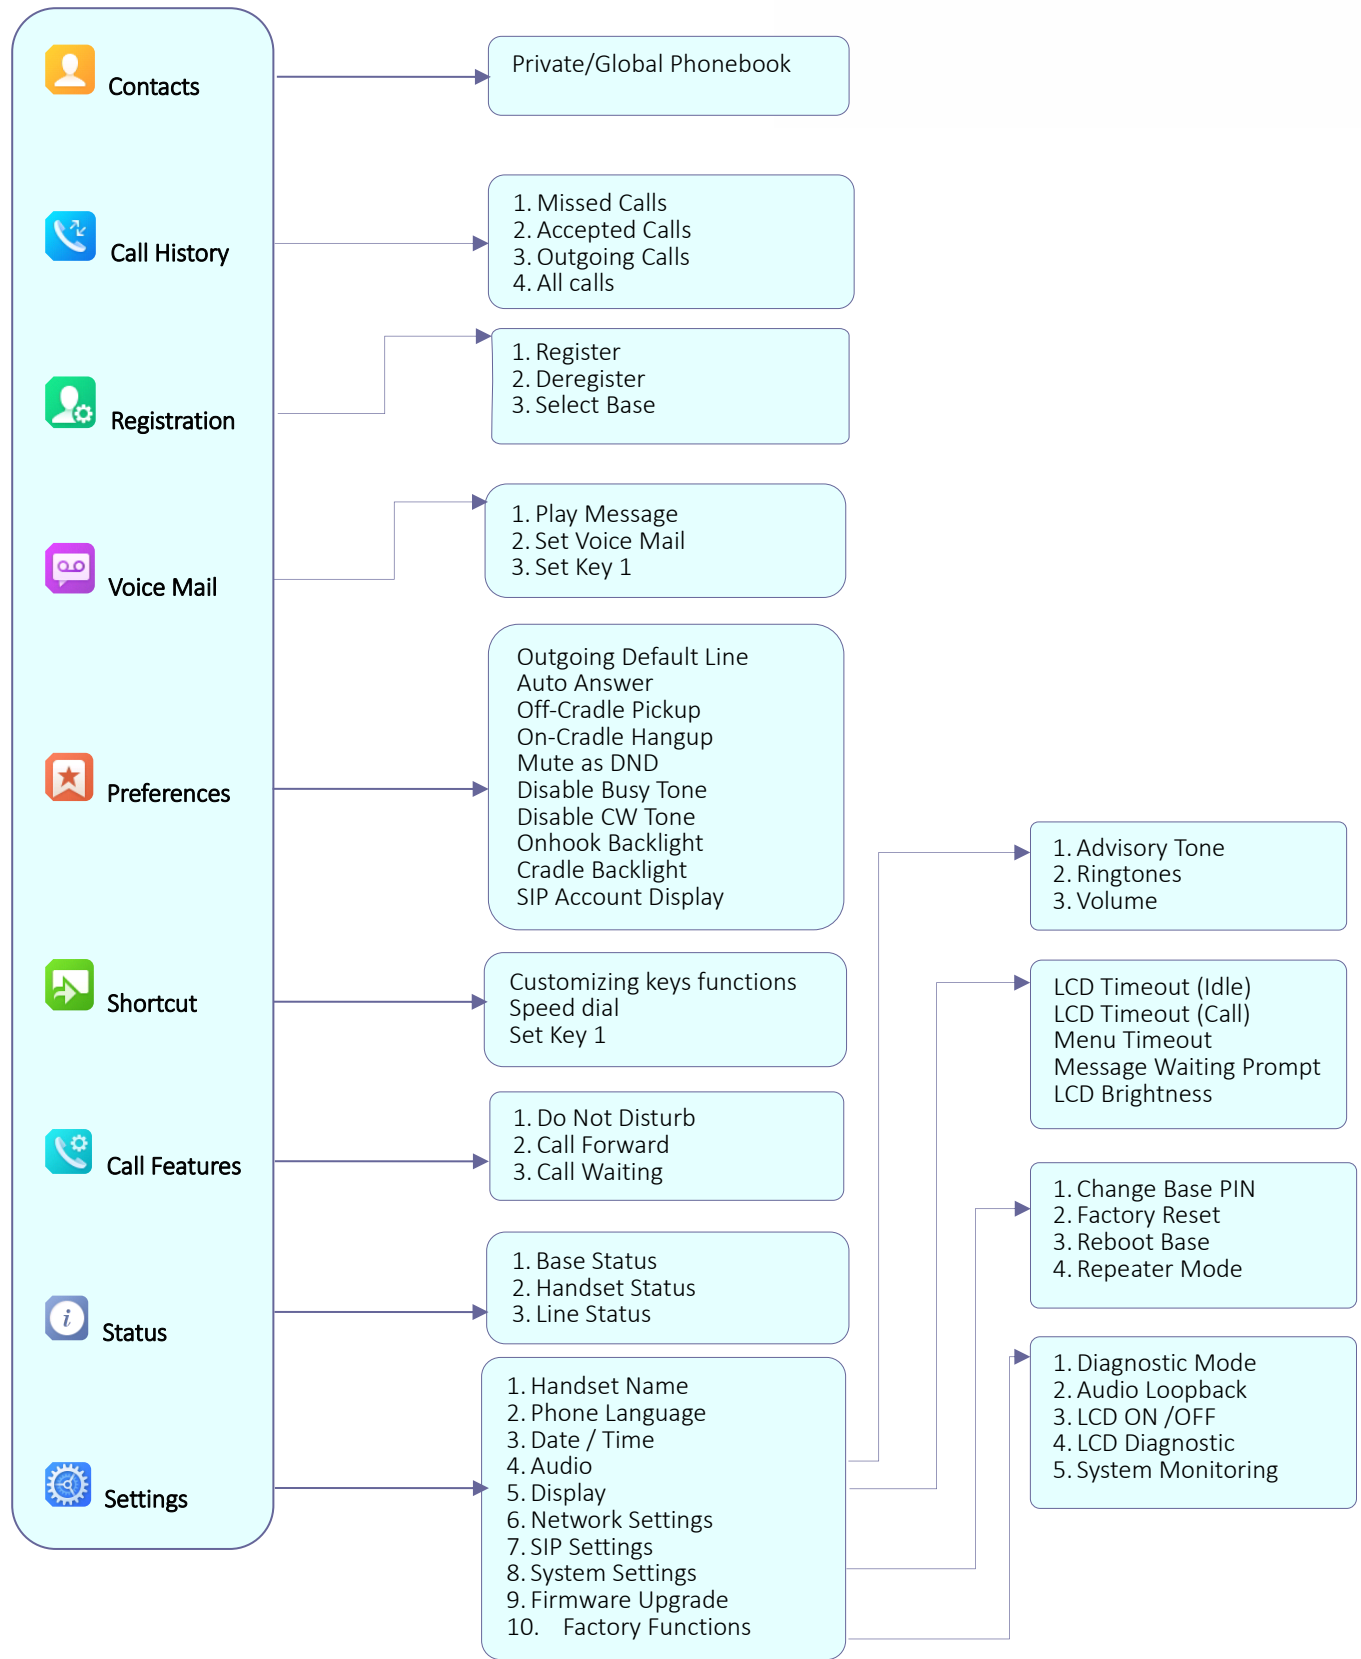 Contacts
Private/Global Phonebook
Call History
1. Missed Calls
2. Accepted Calls
3. Outgoing Calls
4. All calls
Registration
1. Register
2. Deregister
3. Select Base
Voice Mail
1. Play Message
2. Set Voice Mail
3. Set Key 1
Preferences
Outgoing Default Line
Auto Answer
Off-Cradle Pickup
On-Cradle Hangup
Mute as DND
Disable Busy Tone
Disable CW Tone
Onhook Backlight
Cradle Backlight
SIP Account Display
Shortcut
Customizing keys functions
Speed dial
Set Key 1
Call Features
1. Do Not Disturb
2. Call Forward
3. Call Waiting
Status
1. Base Status
2. Handset Status
3. Line Status
Settings
1. Handset Name
2. Phone Language
3. Date / Time
4. Audio
5. Display
6. Network Settings
7. SIP Settings
8. System Settings
9. Firmware Upgrade
10. Factory Functions
1. Advisory Tone
2. Ringtones
3. Volume
LCD Timeout (Idle)
LCD Timeout (Call)
Menu Timeout
Message Waiting Prompt
LCD Brightness
1. Change Base PIN
2. Factory Reset
3. Reboot Base
4. Repeater Mode
1. Diagnostic Mode
2. Audio Loopback
3. LCD ON /OFF
4. LCD Diagnostic
5. System Monitoring